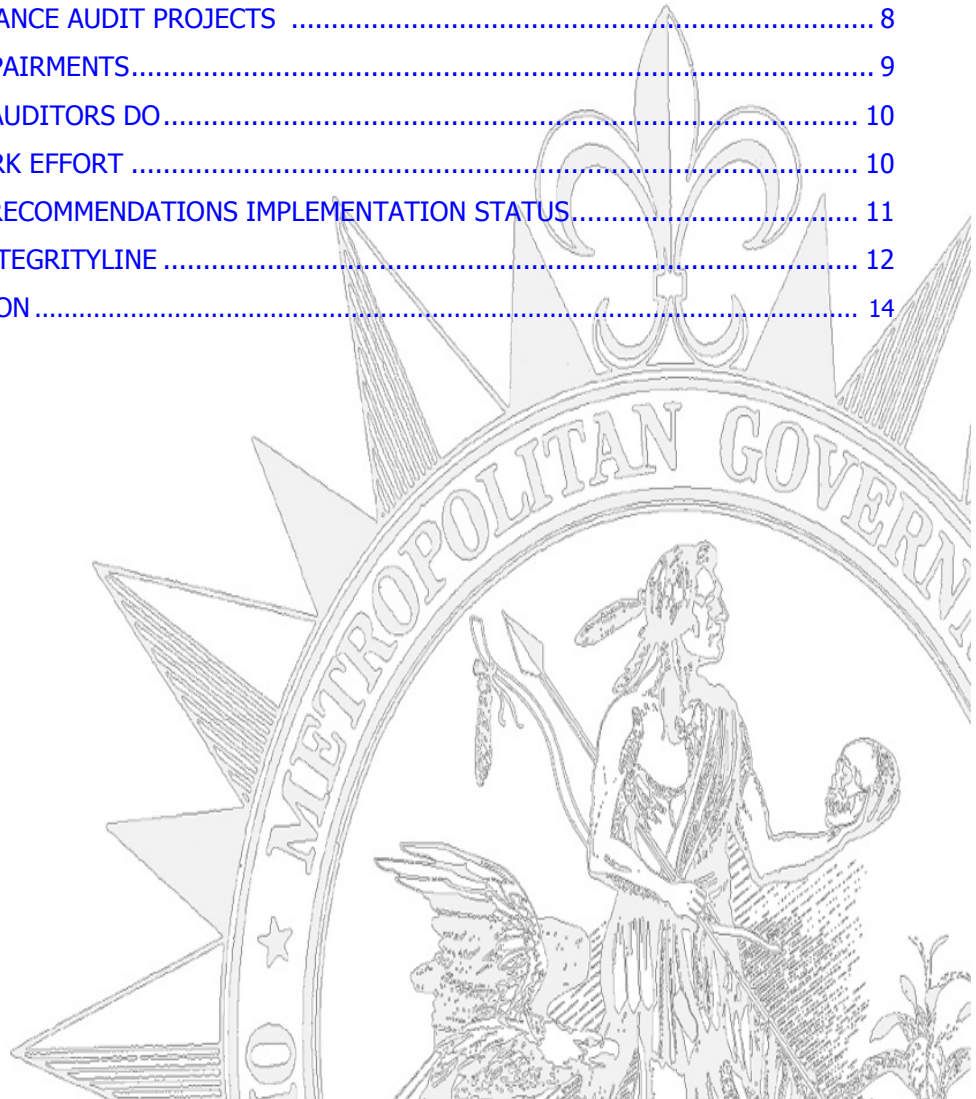 ANCE AUDIT PROJECTS ........................................................................ 8
PAIRMENTS............................................................................................. 9
AUDITORS DO....................................................................................... 10
RK EFFORT ........................................................................................... 10
RECOMMENDATIONS IMPLEMENTATION STATUS.................................... 11
TEGRITYLINE ....................................................................................... 12
ON .......................................................................................................... 14
METROPOLITAN GOVERN